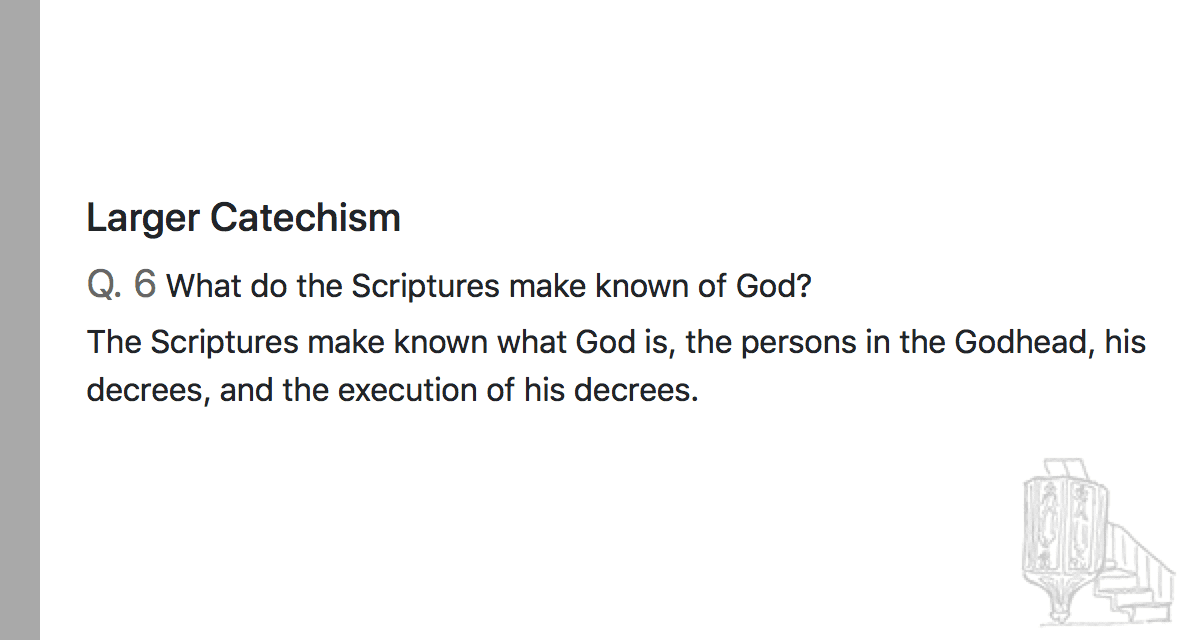 Larger Catechism
Q. 6 What do the Scriptures make known of God?
The Scriptures make known what God is, the persons in the Godhead, his
decrees, and the execution of his decrees.